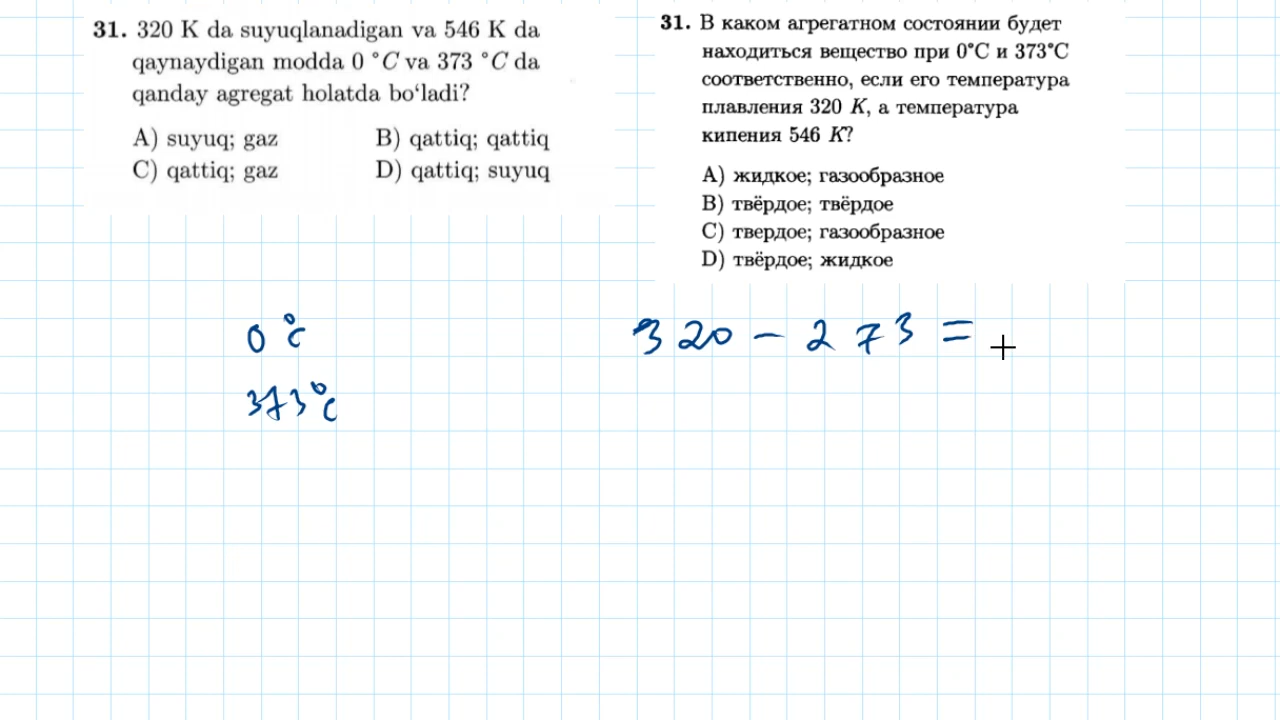 31. 320 K da suyuqlanadigan va 546 K da
qaynaydigan modda 0 °C va 373 °C da
qanday agregat holatda bo‘ladi?
A) suyuq; gaz B) qattiq; qattiq
C) qattiq; gaz D) qattiq; suyuq
31. В каком агрегатном состоянии будет
находиться вещество при 0°C и 373°C
соответственно, если его температура
плавления 320 K, а температура
кипения 546 K?
A) жидкое; газообразное
B) твёрдое; твёрдое
C) твердое; газообразное
D) твёрдое; жидкое
0 °C
373 °C
320 – 273 =